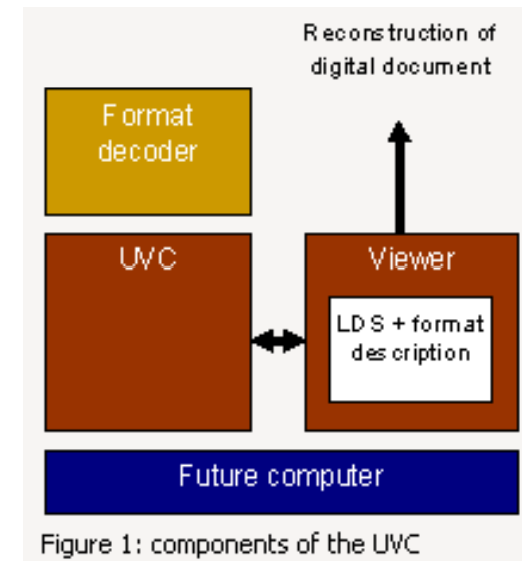 Reconstruction of
digital document
Format
decoder
UVC
Viewer
LDS + format
description
Future computer
Figure 1: components of the UVC